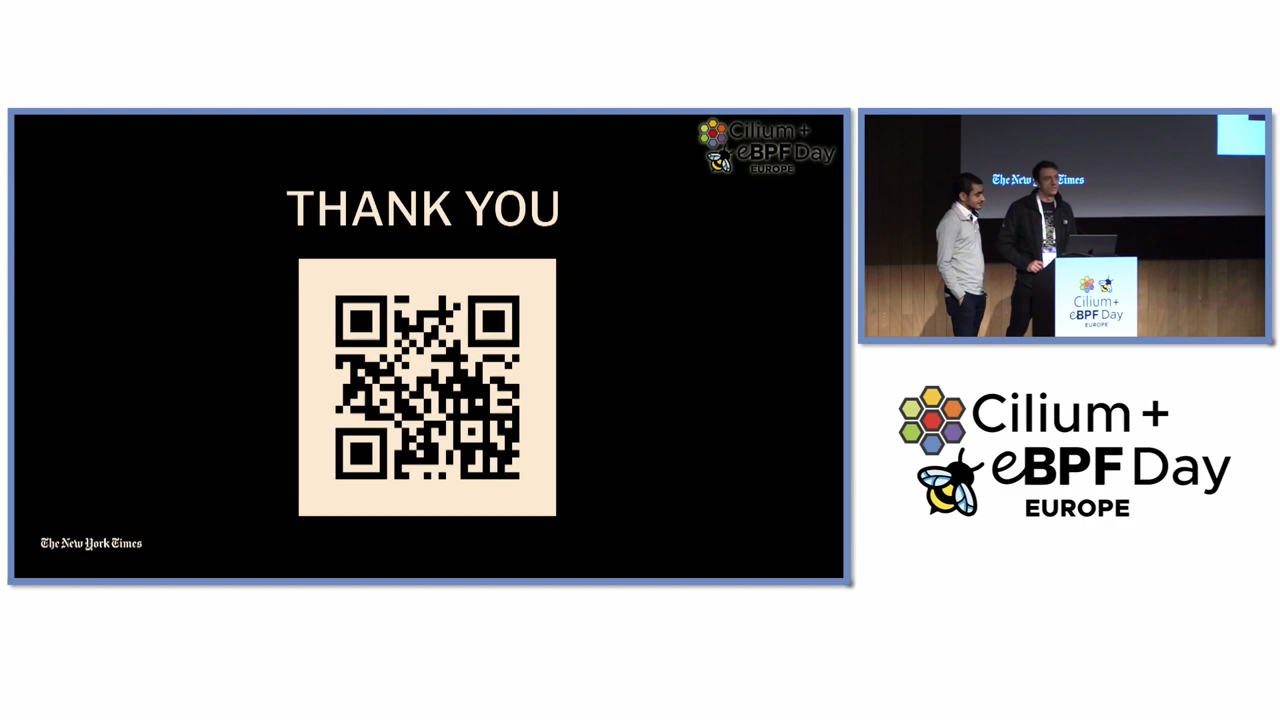 Cilium +
eBPF Day
EUROPE
THANK YOU
The New York Times
The New York Times
Cilium+
eBPF Day
EUROPE
Cilium +
eBPF Day
EUROPE